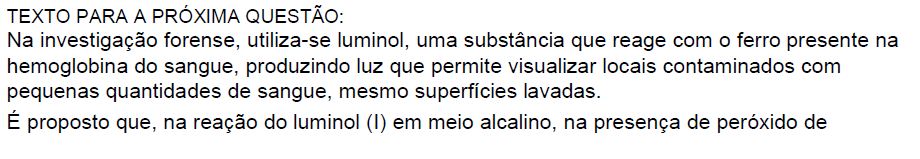 TEXTO PARA A PRÓXIMA QUESTÃO:
Na investigação forense, utiliza-se luminol, uma substância que reage com o ferro presente na
hemoglobina do sangue, produzindo luz que permite visualizar locais contaminados com
pequenas quantidades de sangue, mesmo superfícies lavadas.
É proposto que, na reação do luminol (I) em meio alcalino, na presença de peróxido de